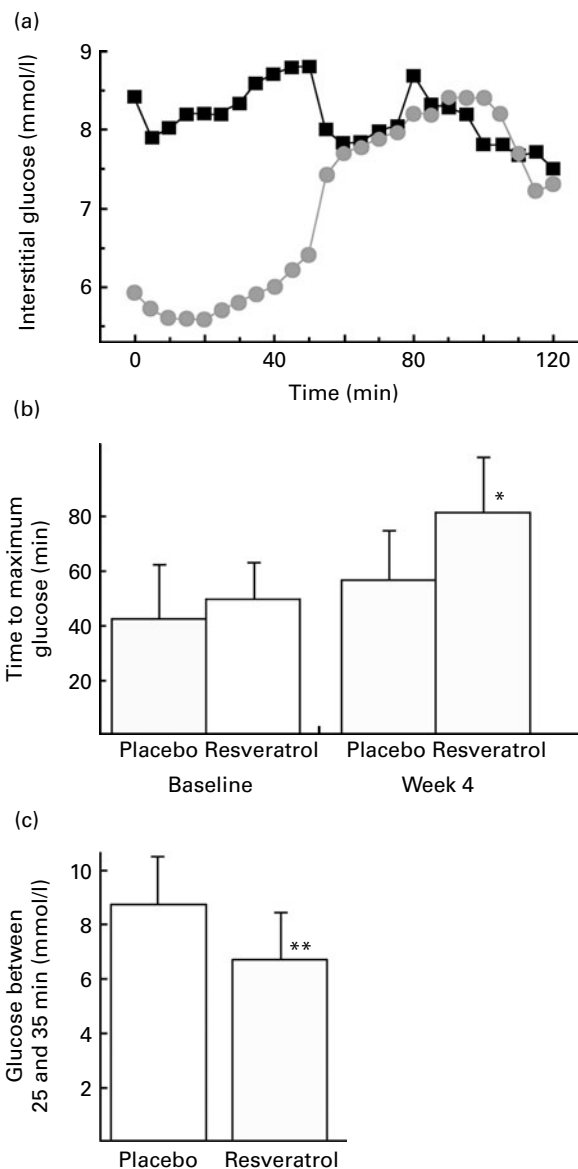 (a)
9
8
7
6
Interstitial glucose (mmol/l)
0 40 80 120
Time (min)
(b)
80
60
40
20
Time to maximum
glucose (min)
*
Placebo Resveratrol Placebo Resveratrol
Baseline Week 4
(c)
10
8
6
4
2
Glucose between
25 and 35 min (mmol/l)
**
Placebo Resveratrol